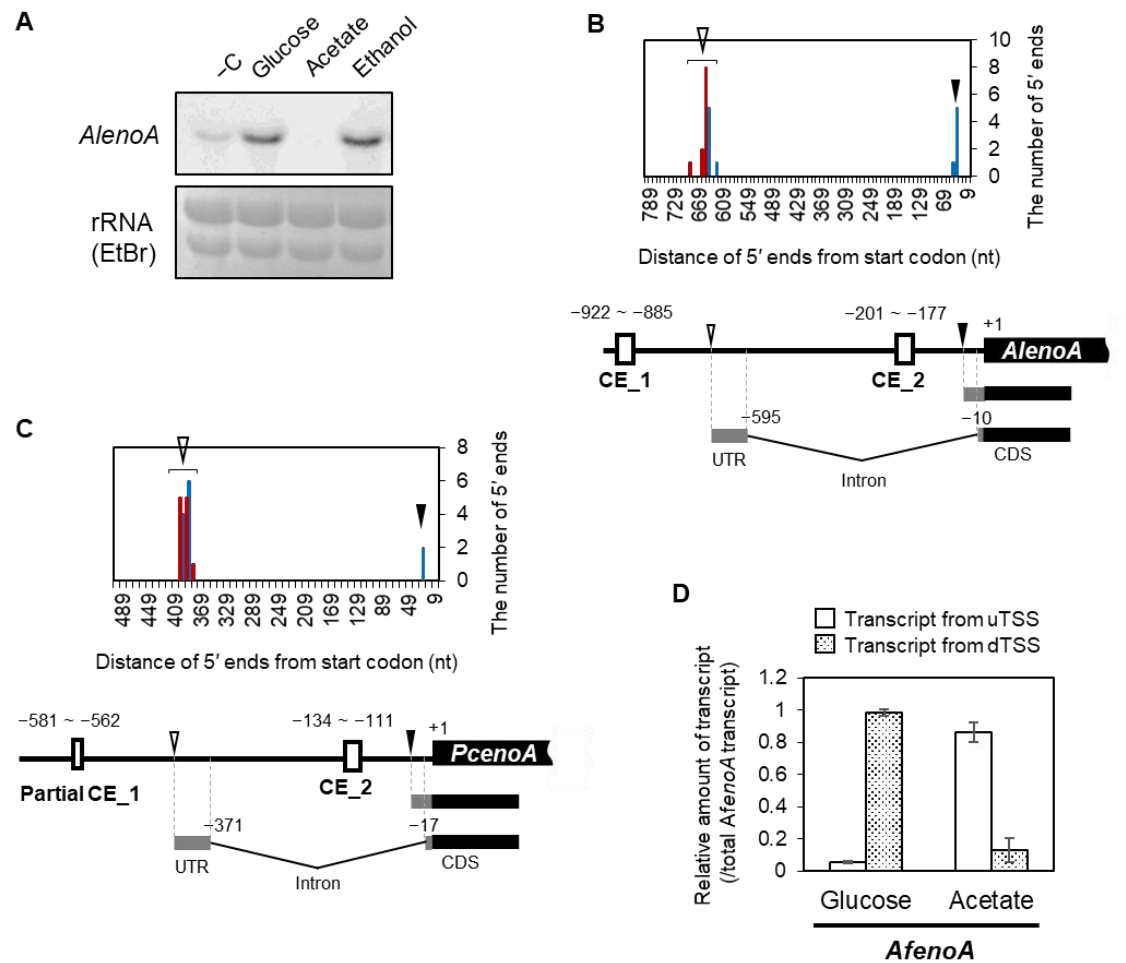 A
−C
Glucose
Acetate
Ethanol
AlenoA
rRNA
(EtBr)
B
10
8
6
4
2
0
The number of 5′ ends
789
729
669
609
549
489
429
369
309
249
189
129
69
9
Distance of 5′ ends from start codon (nt)
−922 ~ −885
−201 ~ −177
+1
AlenoA
CE_1
CE_2
−595
−10
UTR
CDS
Intron
C
8
6
4
2
0
The number of 5′ ends
489
449
409
369
329
289
249
209
169
129
89
49
9
Distance of 5′ ends from start codon (nt)
−581 ~ −562
−134 ~ −111
+1
PcenoA
Partial CE_1
CE_2
−371
−17
UTR
CDS
Intron
D
Transcript from uTSS
Transcript from dTSS
Relative amount of transcript
(/total AfenoA transcript)
1.2
1
0.8
0.6
0.4
0.2
0
Glucose
Acetate
AfenoA